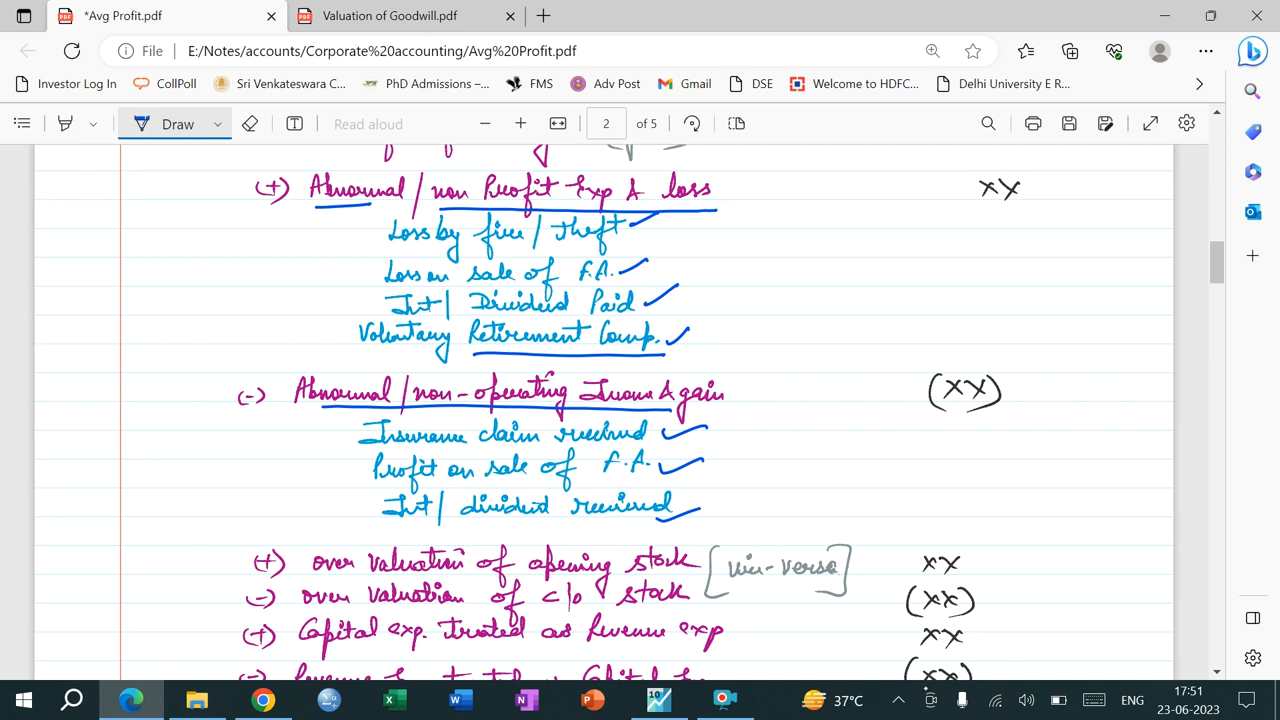 *Avg Profit.pdf
Valuation of Goodwill.pdf
File E:/Notes/accounts/Corporate%20accounting/Avg%20Profit.pdf
Investor Log In CollPoll Sri Venkateswara C... PhD Admissions –... FMS Adv Post Gmail DSE Welcome to HDFC... Delhi University E R...
Draw Read aloud 2 of 5
(+) Abnormal / non Profit Exp & loss XX
Loss by fire / Theft
Loss on sale of F.A.
Int / Dividend Paid
Voluntary Retirement Comp.
(-) Abnormal / non-operating Income & gain (XX)
Insurance claim received
Profit on sale of F.A.
Int / dividend received
(+) over valuation of opening stock [vice-versa] XX
(-) over valuation of c/o stock (XX)
(+) Capital exp. Treated as Revenue exp XX
(XX)
37°C ENG 17:51
23-06-2023